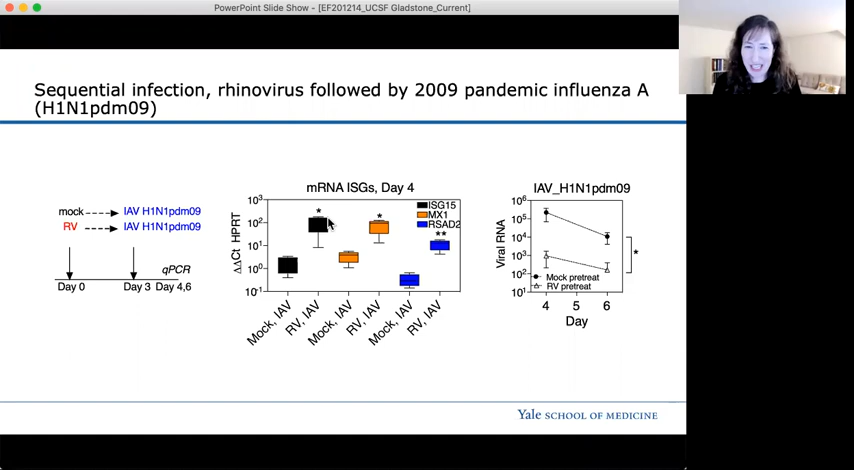 PowerPoint Slide Show - [EF201214_UCSF Gladstone_Current]
Sequential infection, rhinovirus followed by 2009 pandemic influenza A
(H1N1pdm09)
mock IAV H1N1pdm09
RV IAV H1N1pdm09
qPCR
Day 0 Day 3 Day 4,6
mRNA ISGs, Day 4
ΔΔCt HPRT
10³
10²
10¹
10⁰
10⁻¹
* * **
ISG15
MX1
RSAD2
Mock, IAV
RV, IAV
Mock, IAV
RV, IAV
Mock, IAV
RV, IAV
IAV_H1N1pdm09
Viral RNA
10⁶
10⁵
10⁴
10³
10²
10¹
Mock pretreat
RV pretreat
*
4 5 6
Day
Yale SCHOOL OF MEDICINE